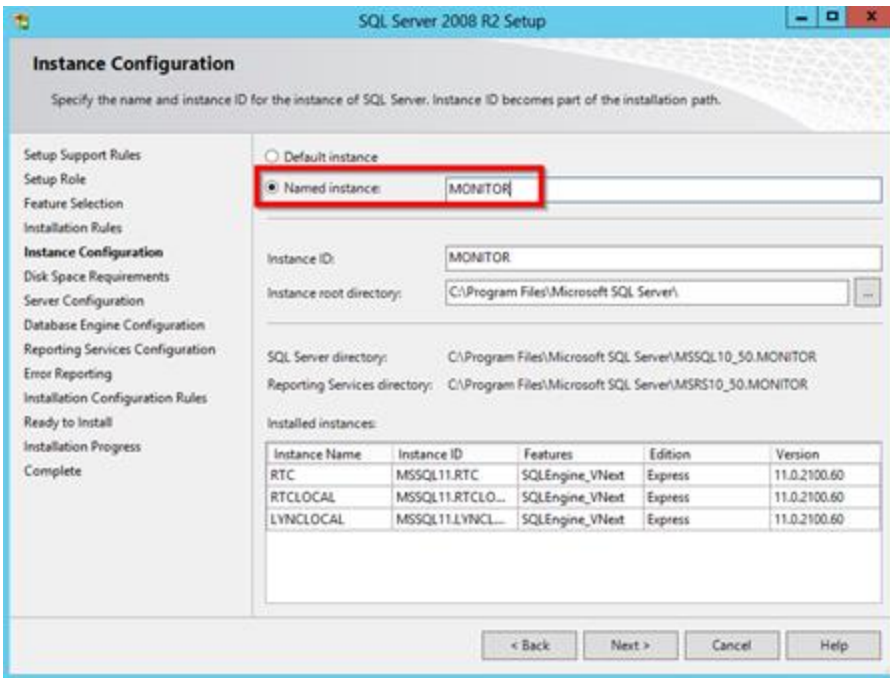 SQL Server 2008 R2 Setup
Instance Configuration
Specify the name and instance ID for the instance of SQL Server. Instance ID becomes part of the installation path.
Setup Support Rules
Setup Role
Feature Selection
Installation Rules
Instance Configuration
Disk Space Requirements
Server Configuration
Database Engine Configuration
Reporting Services Configuration
Error Reporting
Installation Configuration Rules
Ready to Install
Installation Progress
Complete
Default instance
Named instance: MONITOR
Instance ID: MONITOR
Instance root directory: C:\Program Files\Microsoft SQL Server\ ...
SQL Server directory: C:\Program Files\Microsoft SQL Server\MSSQL10_50.MONITOR
Reporting Services directory: C:\Program Files\Microsoft SQL Server\MSRS10_50.MONITOR
Installed instances:
Instance Name Instance ID Features Edition Version
RTC MSSQL11.RTC SQLEngine_VNext Express 11.0.2100.60
RTCLOCAL MSSQL11.RTCLO... SQLEngine_VNext Express 11.0.2100.60
LYNCLOCAL MSSQL11.LYNCL... SQLEngine_VNext Express 11.0.2100.60
< Back Next > Cancel Help